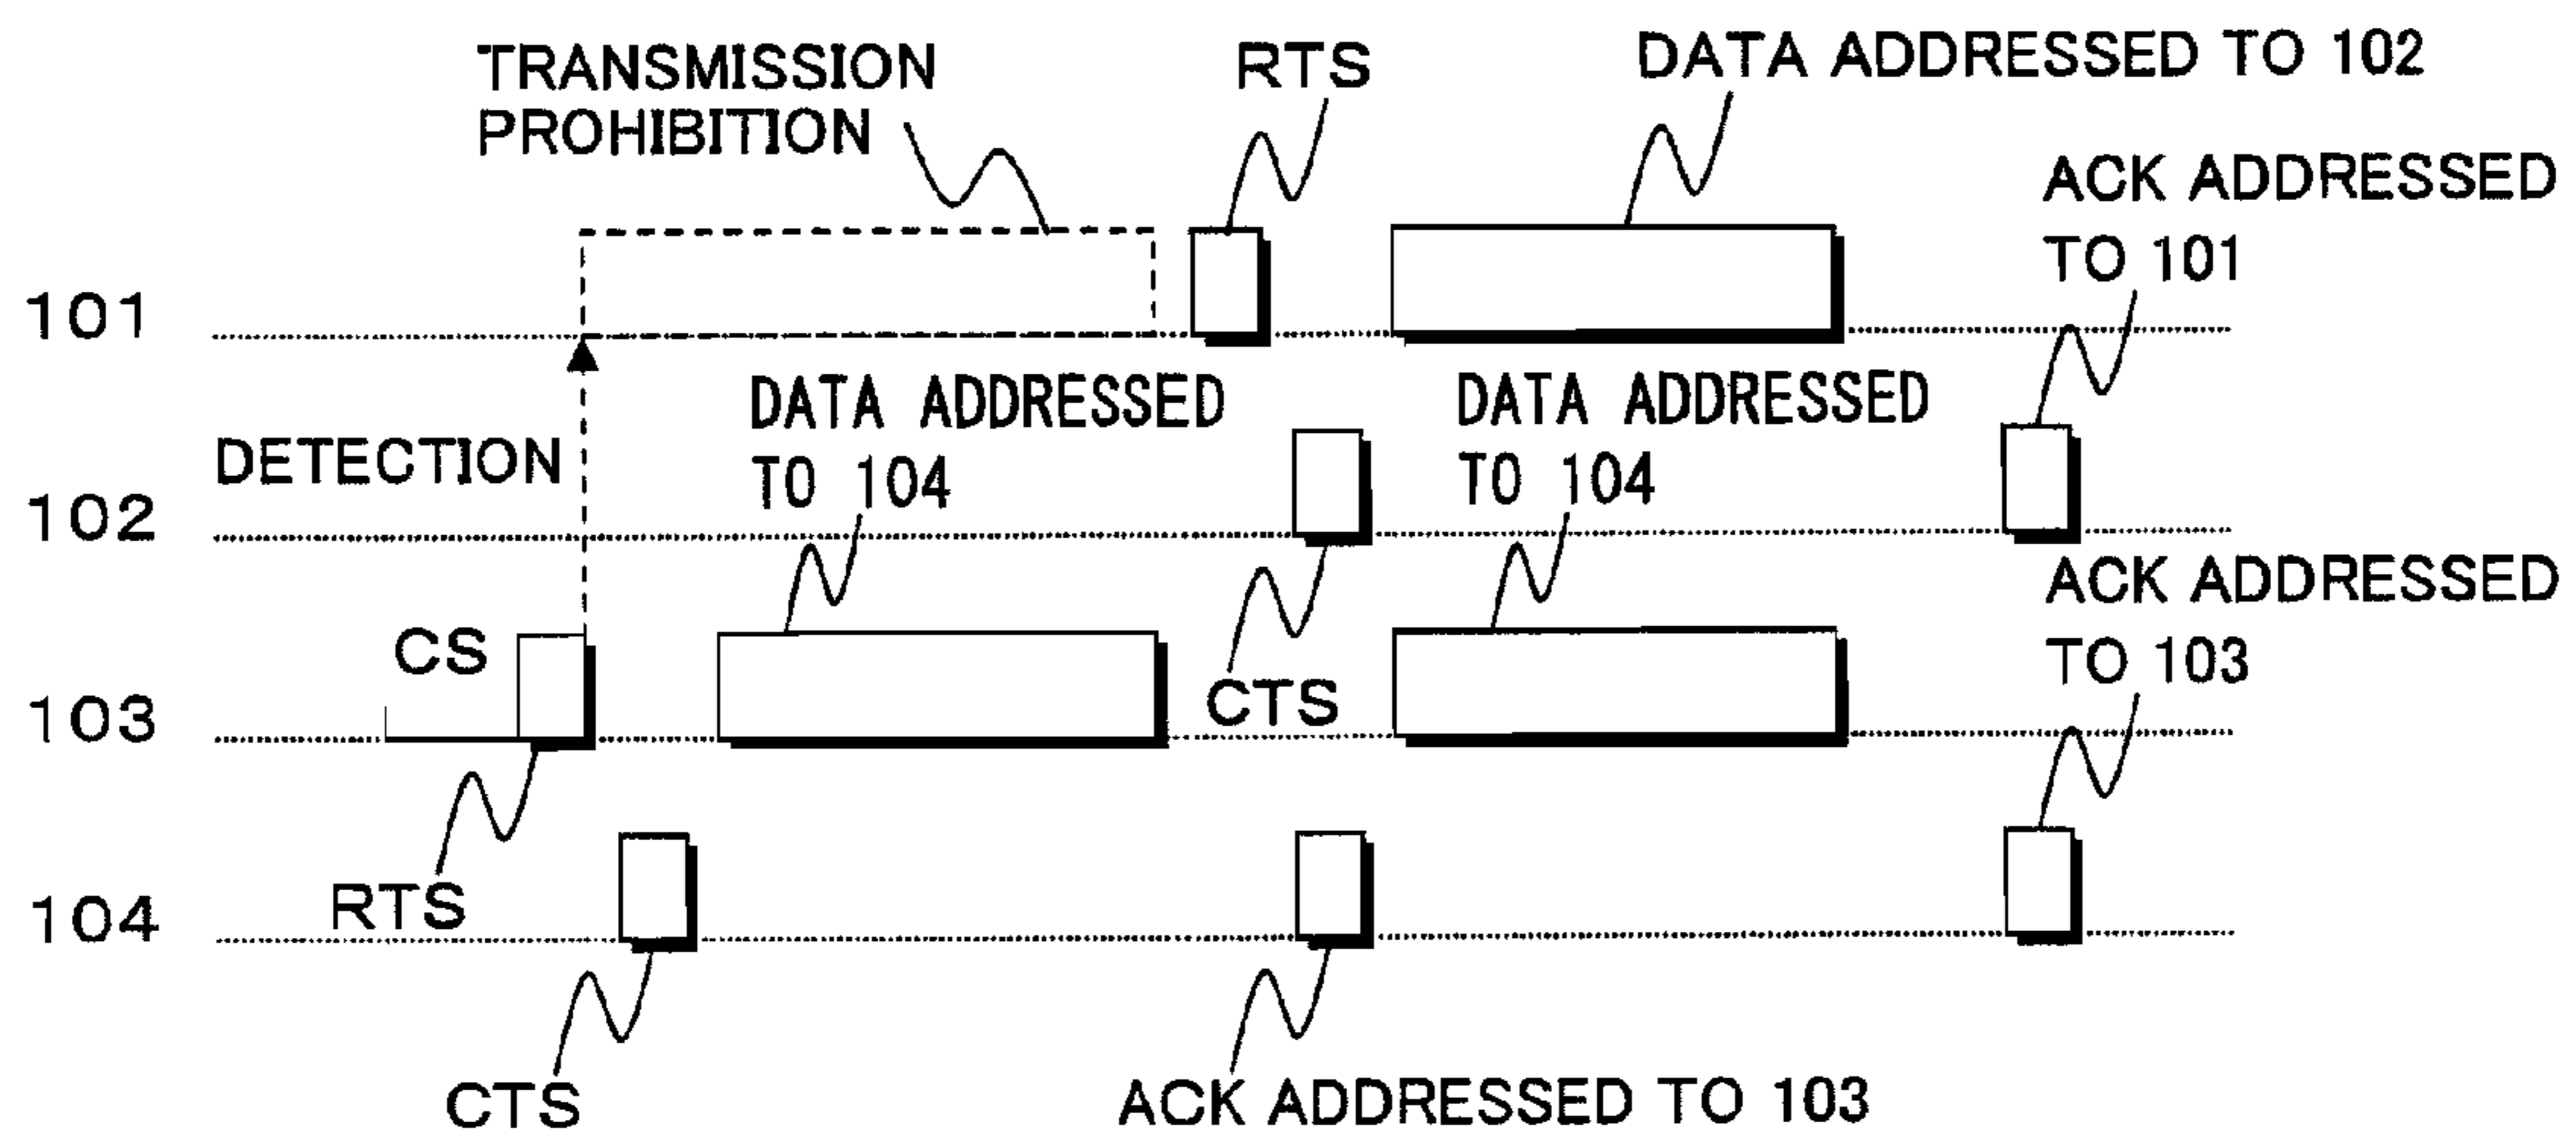 TRANSMISSION
PROHIBITION
RTS
DATA ADDRESSED TO 102
ACK ADDRESSED
TO 101
101
DATA ADDRESSED
TO 104
DATA ADDRESSED
TO 104
DETECTION
102
ACK ADDRESSED
TO 103
CS
CTS
103
RTS
104
CTS
ACK ADDRESSED TO 103